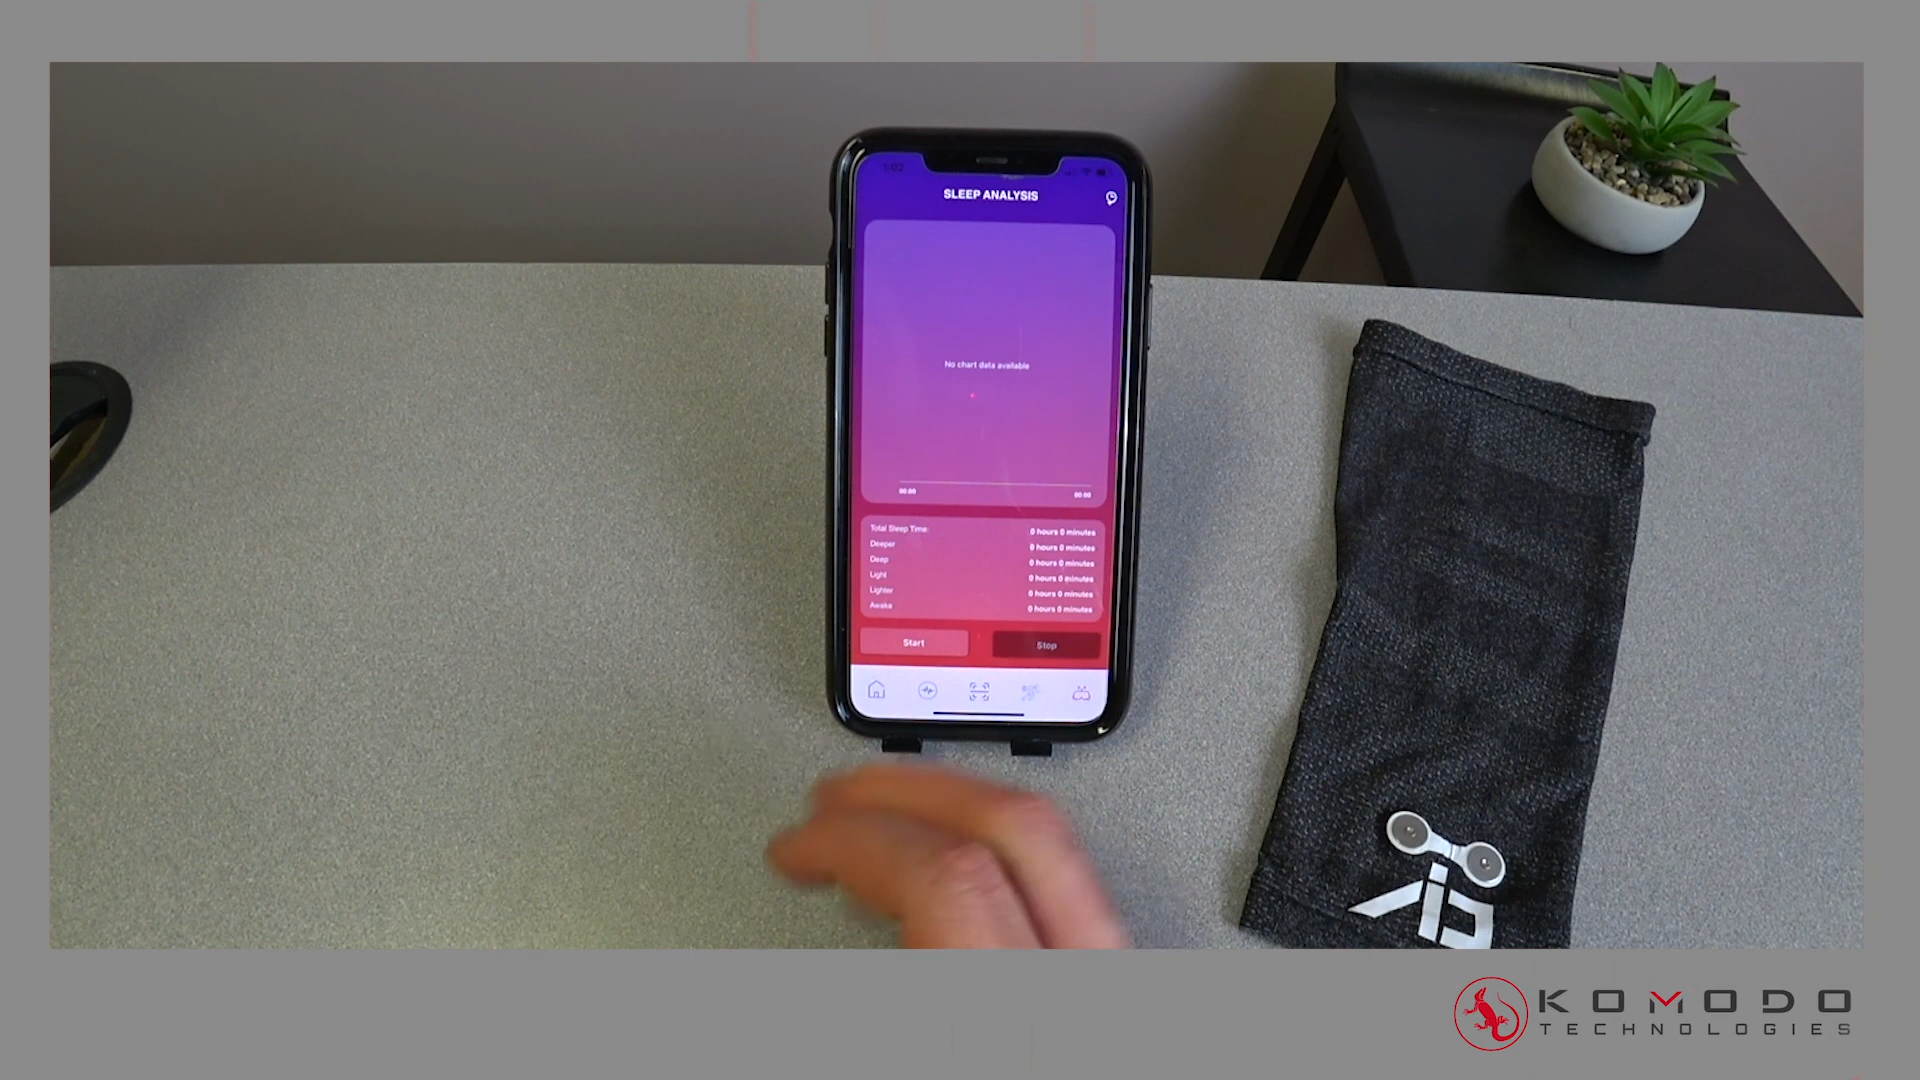 SLEEP ANALYSIS
No chart data available
00:00 00:00
Total Sleep Time: 0 hours 0 minutes
Deeper 0 hours 0 minutes
Deep 0 hours 0 minutes
Light 0 hours 0 minutes
Lighter 0 hours 0 minutes
Awake 0 hours 0 minutes
Start Stop
KOMODO
TECHNOLOGIES